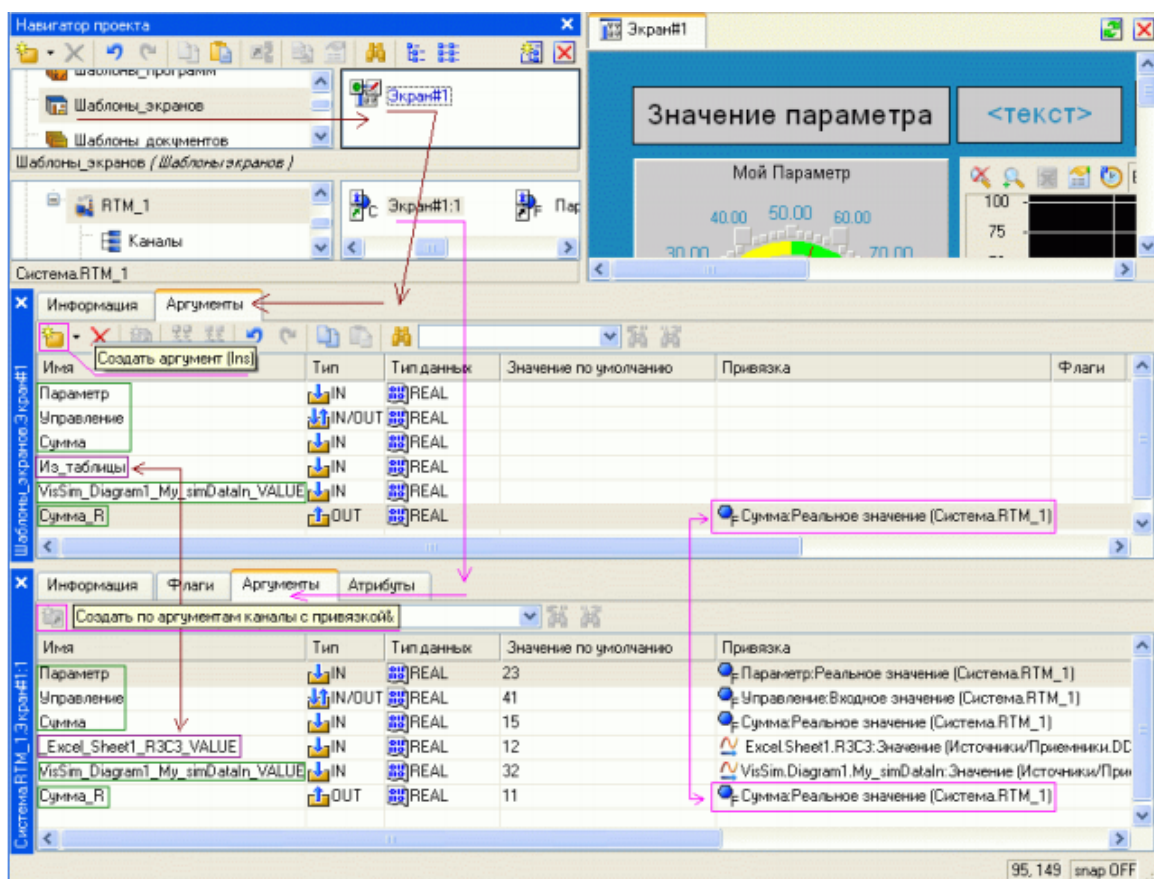 Навигатор проекта
Экран#1
Шаблоны_программ
Шаблоны_экранов
Экран#1
Шаблоны_документов
Шаблоны_экранов ( Шаблоны экранов )
RTM_1
C Экран#1:1
F Пар
Каналы
Система.RTM_1
Значение параметра
<текст>
Мой Параметр
40.00 50.00 60.00
30.00 70.00
100
75
Информация Аргументы
Создать аргумент (Ins)
Имя Тип Тип данных Значение по умолчанию Привязка Флаги
Параметр IN REAL
Управление IN/OUT REAL
Сумма IN REAL
Из_таблицы IN REAL
VisSim_Diagram1_My_simDataIn_VALUE IN REAL
Сумма_R OUT REAL F Сумма:Реальное значение (Система.RTM_1)
Шаблоны_экранов.Экран#1
Информация Флаги Аргументы Атрибуты
Создать по аргументам каналы с привязкой&
Имя Тип Тип данных Значение по умолчанию Привязка
Параметр IN REAL 23 F Параметр:Реальное значение (Система.RTM_1)
Управление IN/OUT REAL 41 F Управление:Входное значение (Система.RTM_1)
Сумма IN REAL 15 F Сумма:Реальное значение (Система.RTM_1)
_Excel_Sheet1_R3C3_VALUE IN REAL 12 Excel.Sheet1.R3C3:Значение (Источники/Приемники.DD
VisSim_Diagram1_My_simDataIn_VALUE IN REAL 32 VisSim.Diagram1.My_simDataIn:Значение (Источники/При
Сумма_R OUT REAL 11 F Сумма:Реальное значение (Система.RTM_1)
Система.RTM_1.Экран#1:1
95, 149 snap OFF